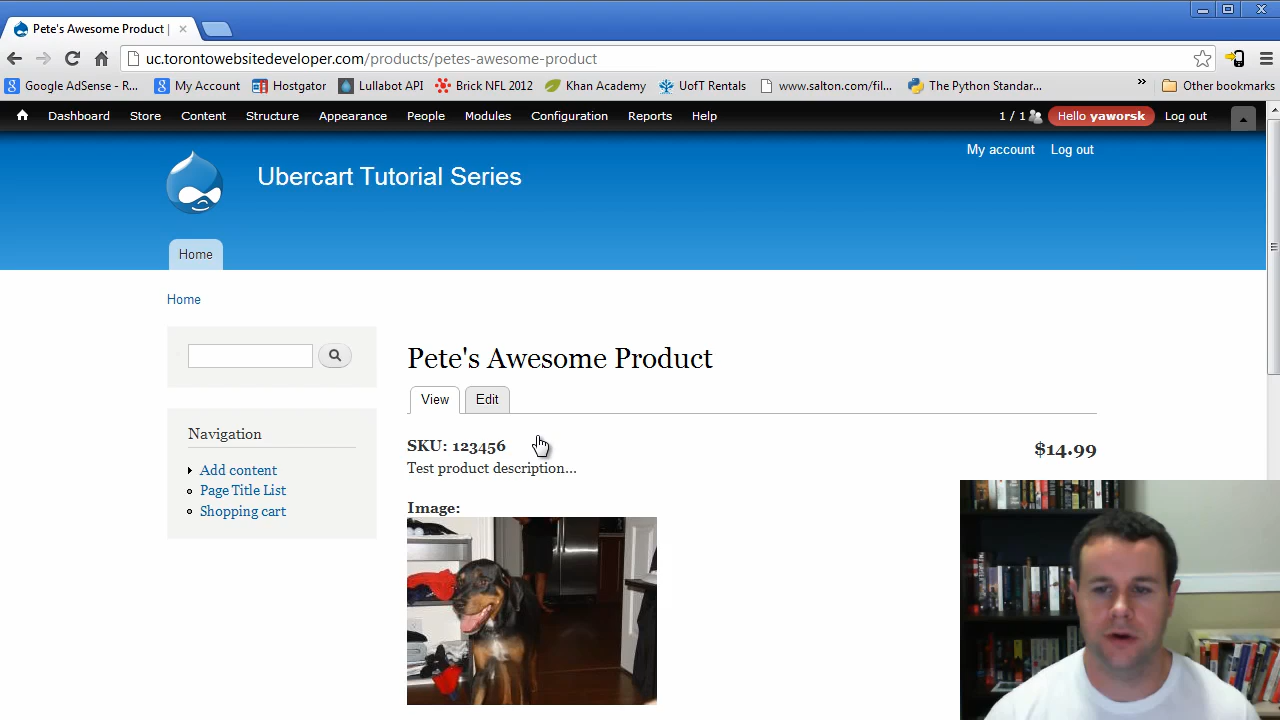 Pete's Awesome Product |
uc.torontowebsitedeveloper.com/products/petes-awesome-product
Google AdSense - R... My Account Hostgator Lullabot API Brick NFL 2012 Khan Academy UofT Rentals www.salton.com/fil... The Python Standar... » Other bookmarks
Dashboard Store Content Structure Appearance People Modules Configuration Reports Help 1 / 1 Hello yaworsk Log out
My account Log out
Ubercart Tutorial Series
Home
Home
Pete's Awesome Product
View Edit
Navigation
Add content
Page Title List
Shopping cart
SKU: 123456 $14.99
Test product description...
Image: